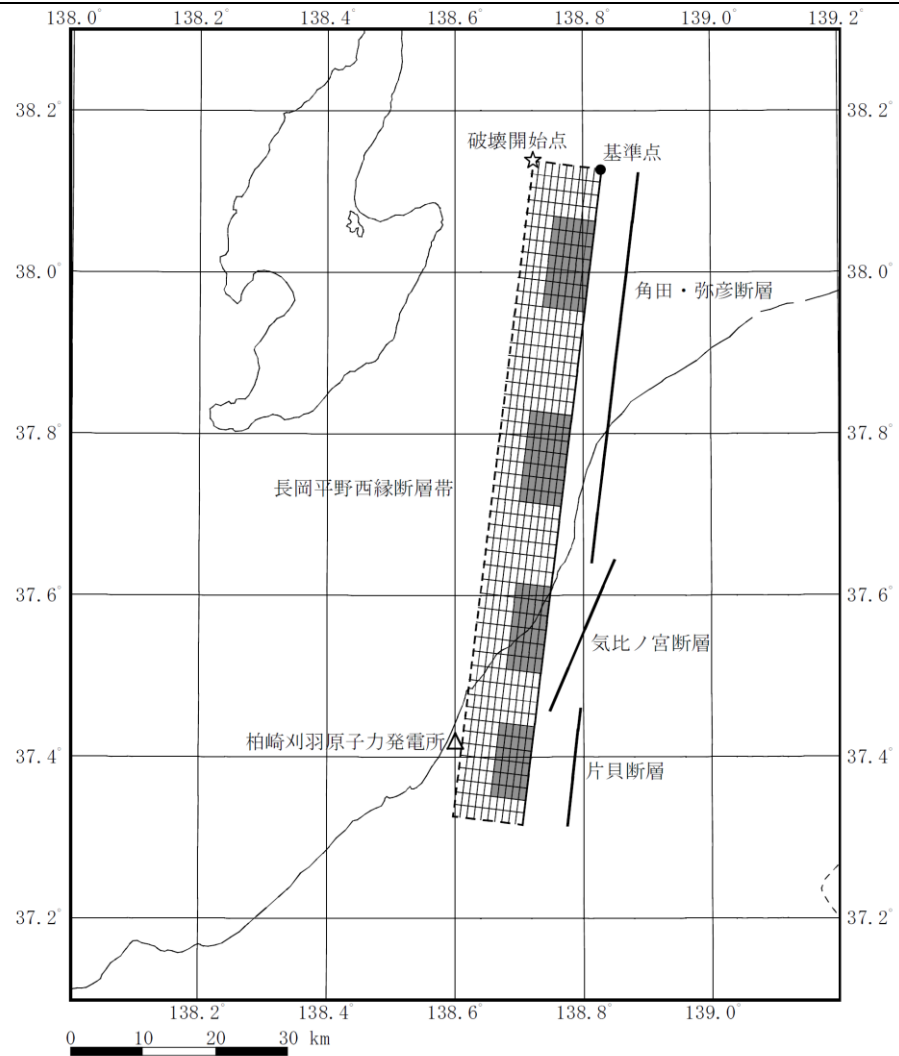 138.0° 138.2° 138.4° 138.6° 138.8° 139.0° 139.2°
38.2° 38.2°
破壊開始点
基準点
38.0° 38.0°
角田・弥彦断層
37.8° 37.8°
長岡平野西縁断層帯
37.6° 37.6°
気比ノ宮断層
柏崎刈羽原子力発電所
37.4° 37.4°
片貝断層
37.2° 37.2°
138.2° 138.4° 138.6° 138.8° 139.0°
0 10 20 30 km